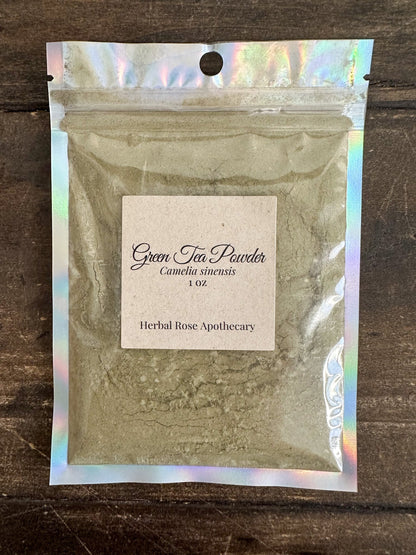 Green Tea Powder
Camelia sinensis
1 oz
Herbal Rose Apothecary